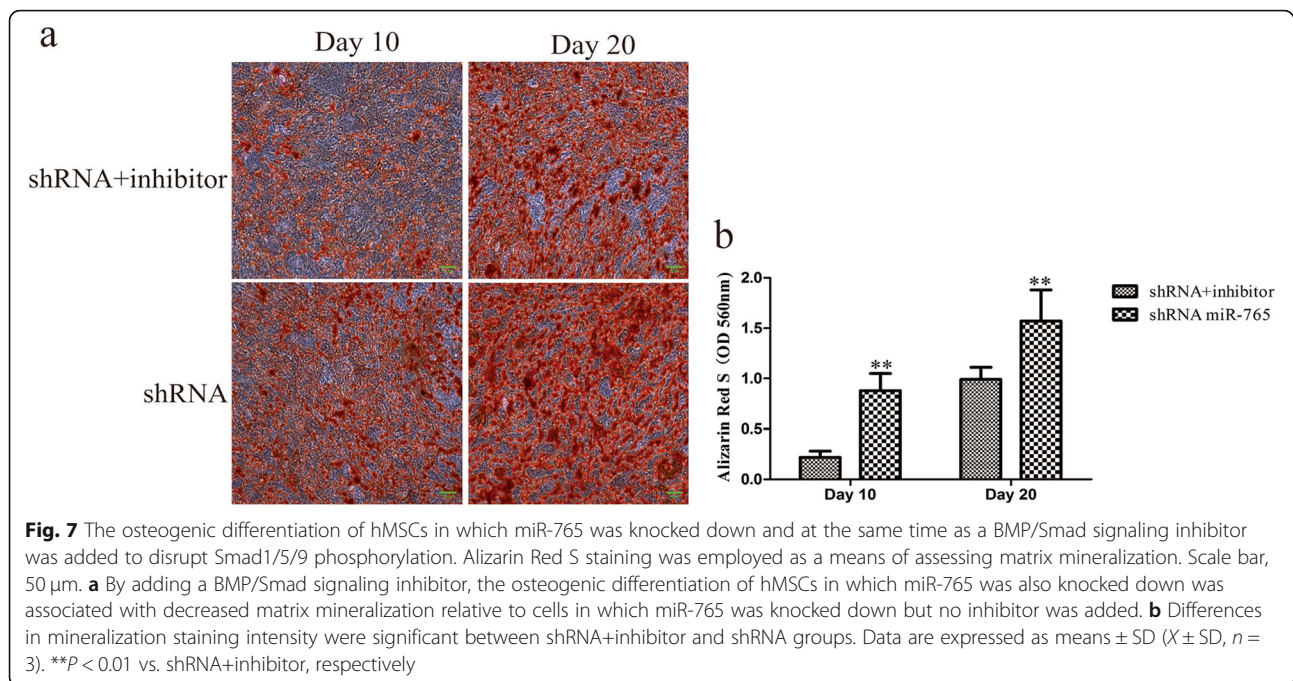 a
Day 10 Day 20
shRNA+inhibitor
shRNA
b
2.0
1.5
1.0
0.5
0.0
Alizarin Red S (OD 560nm)
**
**
Day 10 Day 20
shRNA+inhibitor
shRNA miR-765
Fig. 7 The osteogenic differentiation of hMSCs in which miR-765 was knocked down and at the same time as a BMP/Smad signaling inhibitor
was added to disrupt Smad1/5/9 phosphorylation. Alizarin Red S staining was employed as a means of assessing matrix mineralization. Scale bar,
50 μm. a By adding a BMP/Smad signaling inhibitor, the osteogenic differentiation of hMSCs in which miR-765 was also knocked down was
associated with decreased matrix mineralization relative to cells in which miR-765 was knocked down but no inhibitor was added. b Differences
in mineralization staining intensity were significant between shRNA+inhibitor and shRNA groups. Data are expressed as means ± SD (X ± SD, n =
3). **P < 0.01 vs. shRNA+inhibitor, respectively